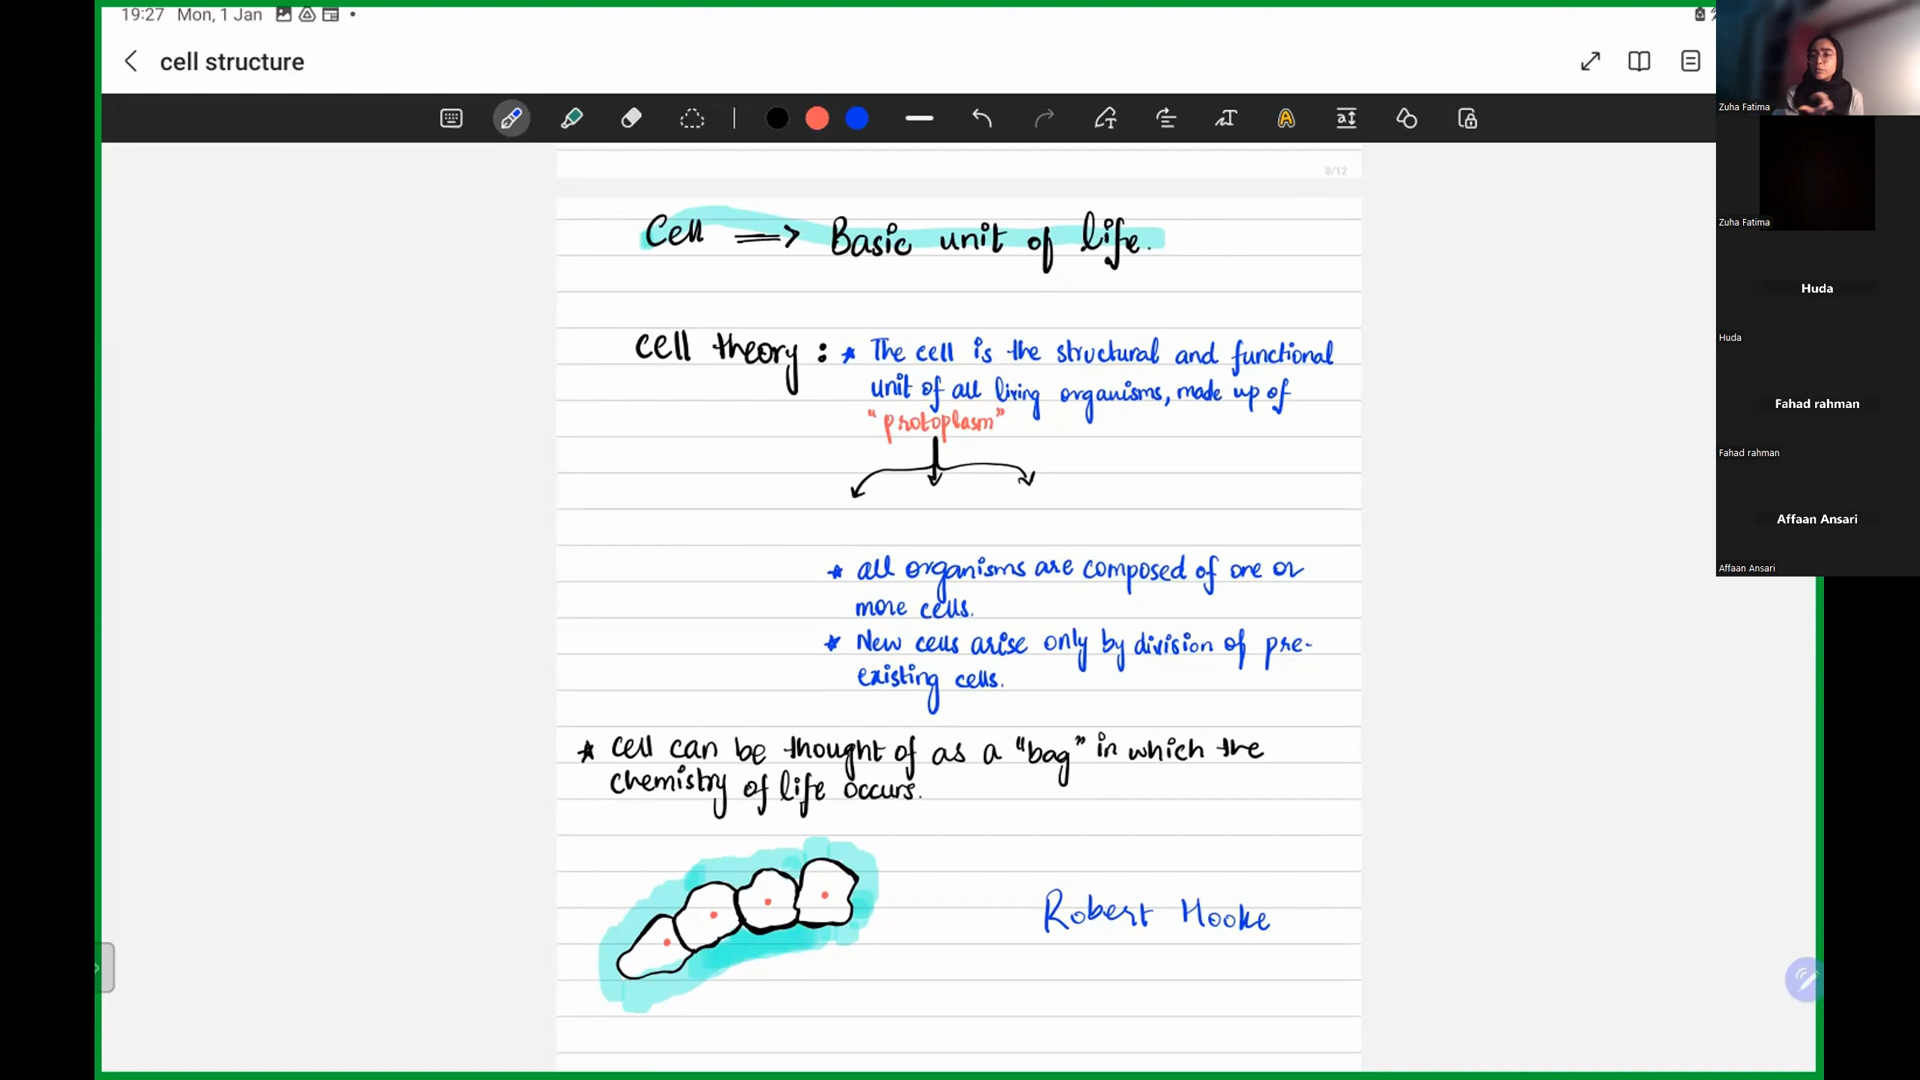 19:27 Mon, 1 Jan
cell structure
8/12
Cell => Basic unit of life.
cell theory : * The cell is the structural and functional
unit of all living organisms, made up of
"protoplasm"
* all organisms are composed of one or
more cells.
* New cells arise only by division of pre-
existing cells.
* cell can be thought of as a "bag" in which the
chemistry of life occurs.
Robert Hooke
Zuha Fatima
Zuha Fatima
Huda
Huda
Fahad rahman
Fahad rahman
Affaan Ansari
Affaan Ansari